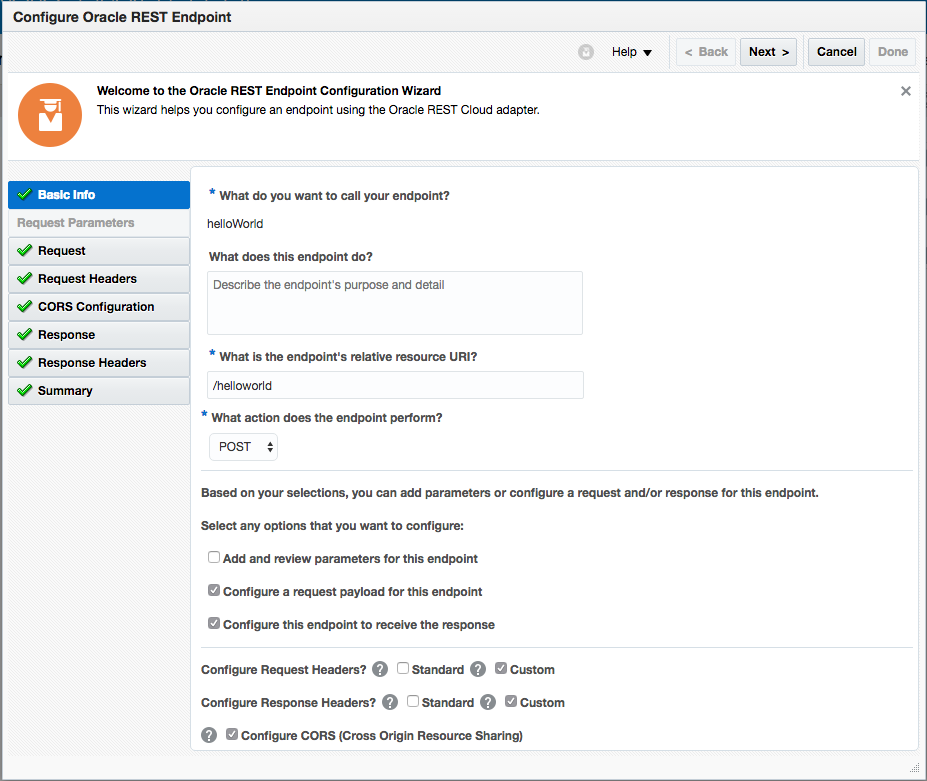 Configure Oracle REST Endpoint
Help
< Back
Next >
Cancel
Done
Welcome to the Oracle REST Endpoint Configuration Wizard
This wizard helps you configure an endpoint using the Oracle REST Cloud adapter.
Basic Info
Request Parameters
Request
Request Headers
CORS Configuration
Response
Response Headers
Summary
* What do you want to call your endpoint?
helloWorld
What does this endpoint do?
Describe the endpoint's purpose and detail
* What is the endpoint's relative resource URI?
/helloworld
* What action does the endpoint perform?
POST
Based on your selections, you can add parameters or configure a request and/or response for this endpoint.
Select any options that you want to configure:
Add and review parameters for this endpoint
Configure a request payload for this endpoint
Configure this endpoint to receive the response
Configure Request Headers? ? Standard ? Custom
Configure Response Headers? ? Standard ? Custom
? Configure CORS (Cross Origin Resource Sharing)